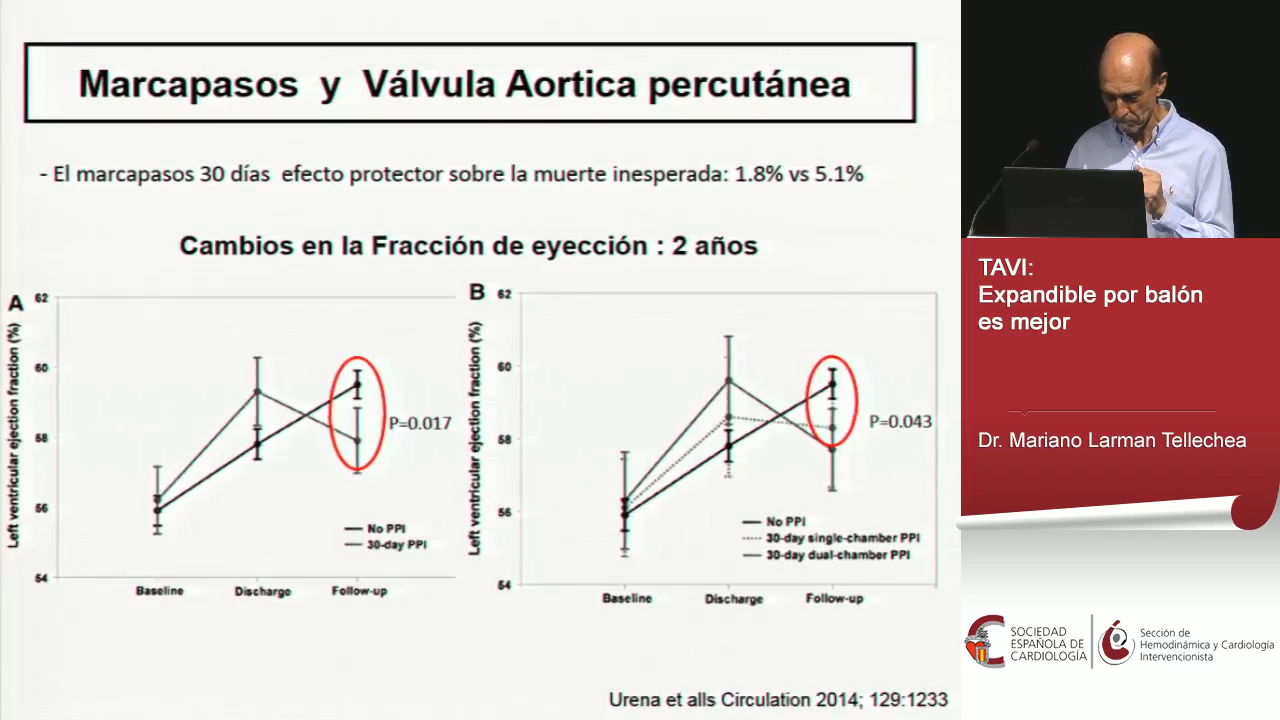 Marcapasos y Válvula Aortica percutánea
- El marcapasos 30 días efecto protector sobre la muerte inesperada: 1.8% vs 5.1%
Cambios en la Fracción de eyección : 2 años
A
Left ventricular ejection fraction (%)
62
60
58
56
54
P=0.017
No PPI
30-day PPI
Baseline
Discharge
Follow-up
B
Left ventricular ejection fraction (%)
62
60
58
56
54
P=0.043
No PPI
30-day single-chamber PPI
30-day dual-chamber PPI
Baseline
Discharge
Follow-up
Urena et alls Circulation 2014; 129:1233
TAVI:
Expandible por balón
es mejor
Dr. Mariano Larman Tellechea
SOCIEDAD
ESPAÑOLA DE
CARDIOLOGÍA
Sección de
Hemodinámica y Cardiología
Intervencionista